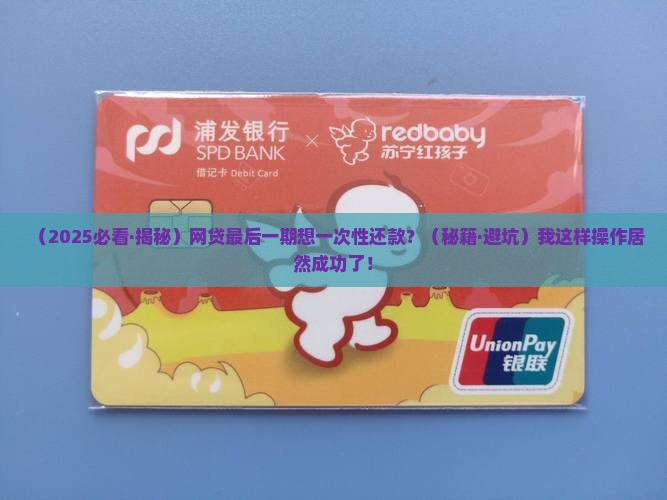 浦发银行
SPD BANK
借记卡 Debit Card
×
redbaby
苏宁红孩子
（2025必看·揭秘）网贷最后一期想一次性还款？（秘籍·避坑）我这样操作居
然成功了！
UnionPay
银联